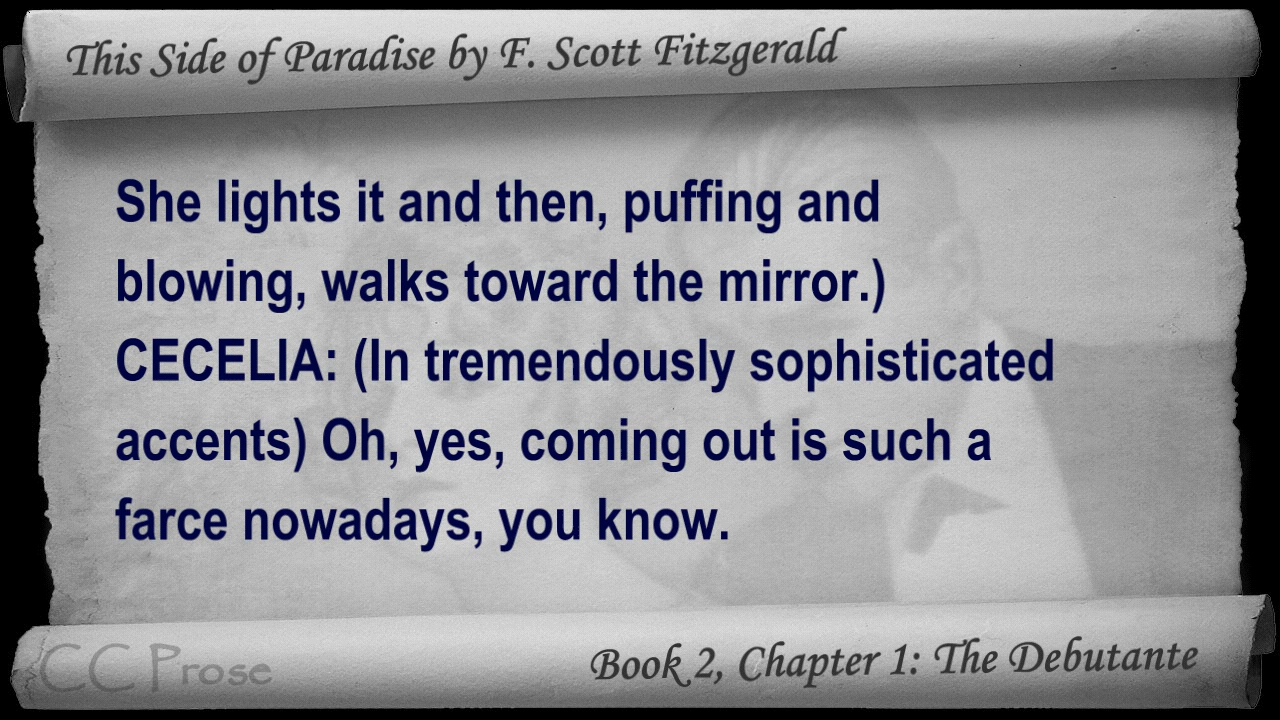 This Side of Paradise by F. Scott Fitzgerald
She lights it and then, puffing and
blowing, walks toward the mirror.)
CECELIA: (In tremendously sophisticated
accents) Oh, yes, coming out is such a
farce nowadays, you know.
CC Prose
Book 2, Chapter 1: The Debutante